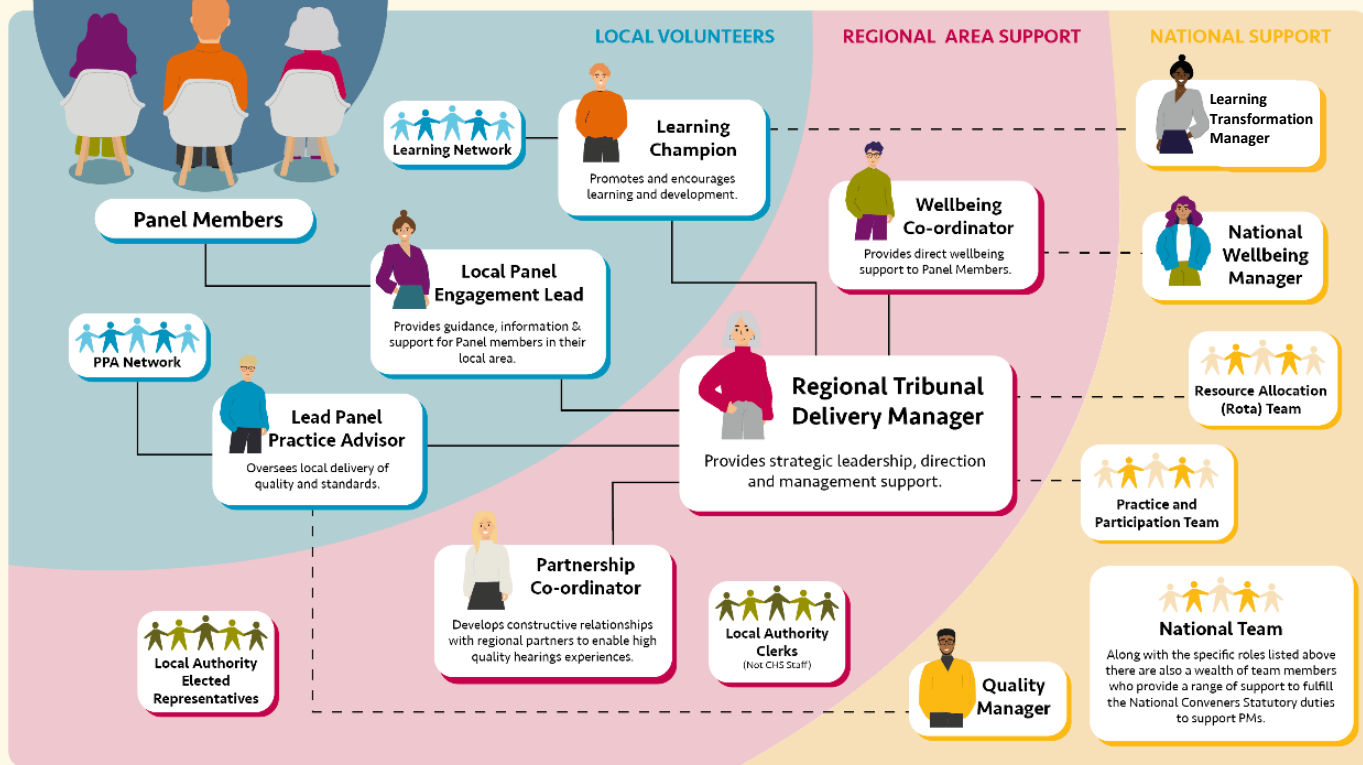 LOCAL VOLUNTEERS
REGIONAL AREA SUPPORT
NATIONAL SUPPORT
Panel Members
Learning Network
Learning
Champion
Promotes and encourages
learning and development.
Learning
Transformation
Manager
Wellbeing
Co-ordinator
Provides direct wellbeing
support to Panel Members.
National
Wellbeing
Manager
Local Panel
Engagement Lead
Provides guidance, information &
support for Panel members in their
local area.
PPA Network
Lead Panel
Practice Advisor
Oversees local delivery of
quality and standards.
Regional Tribunal
Delivery Manager
Provides strategic leadership, direction
and management support.
Resource Allocation
(Rota) Team
Practice and
Participation Team
Partnership
Co-ordinator
Develops constructive relationships
with regional partners to enable high
quality hearings experiences.
Local Authority
Clerks
(Not CHS Staff)
Local Authority
Elected
Representatives
Quality
Manager
National Team
Along with the specific roles listed above
there are also a wealth of team members
who provide a range of support to fulfill
the National Conveners Statutory duties
to support PMs.